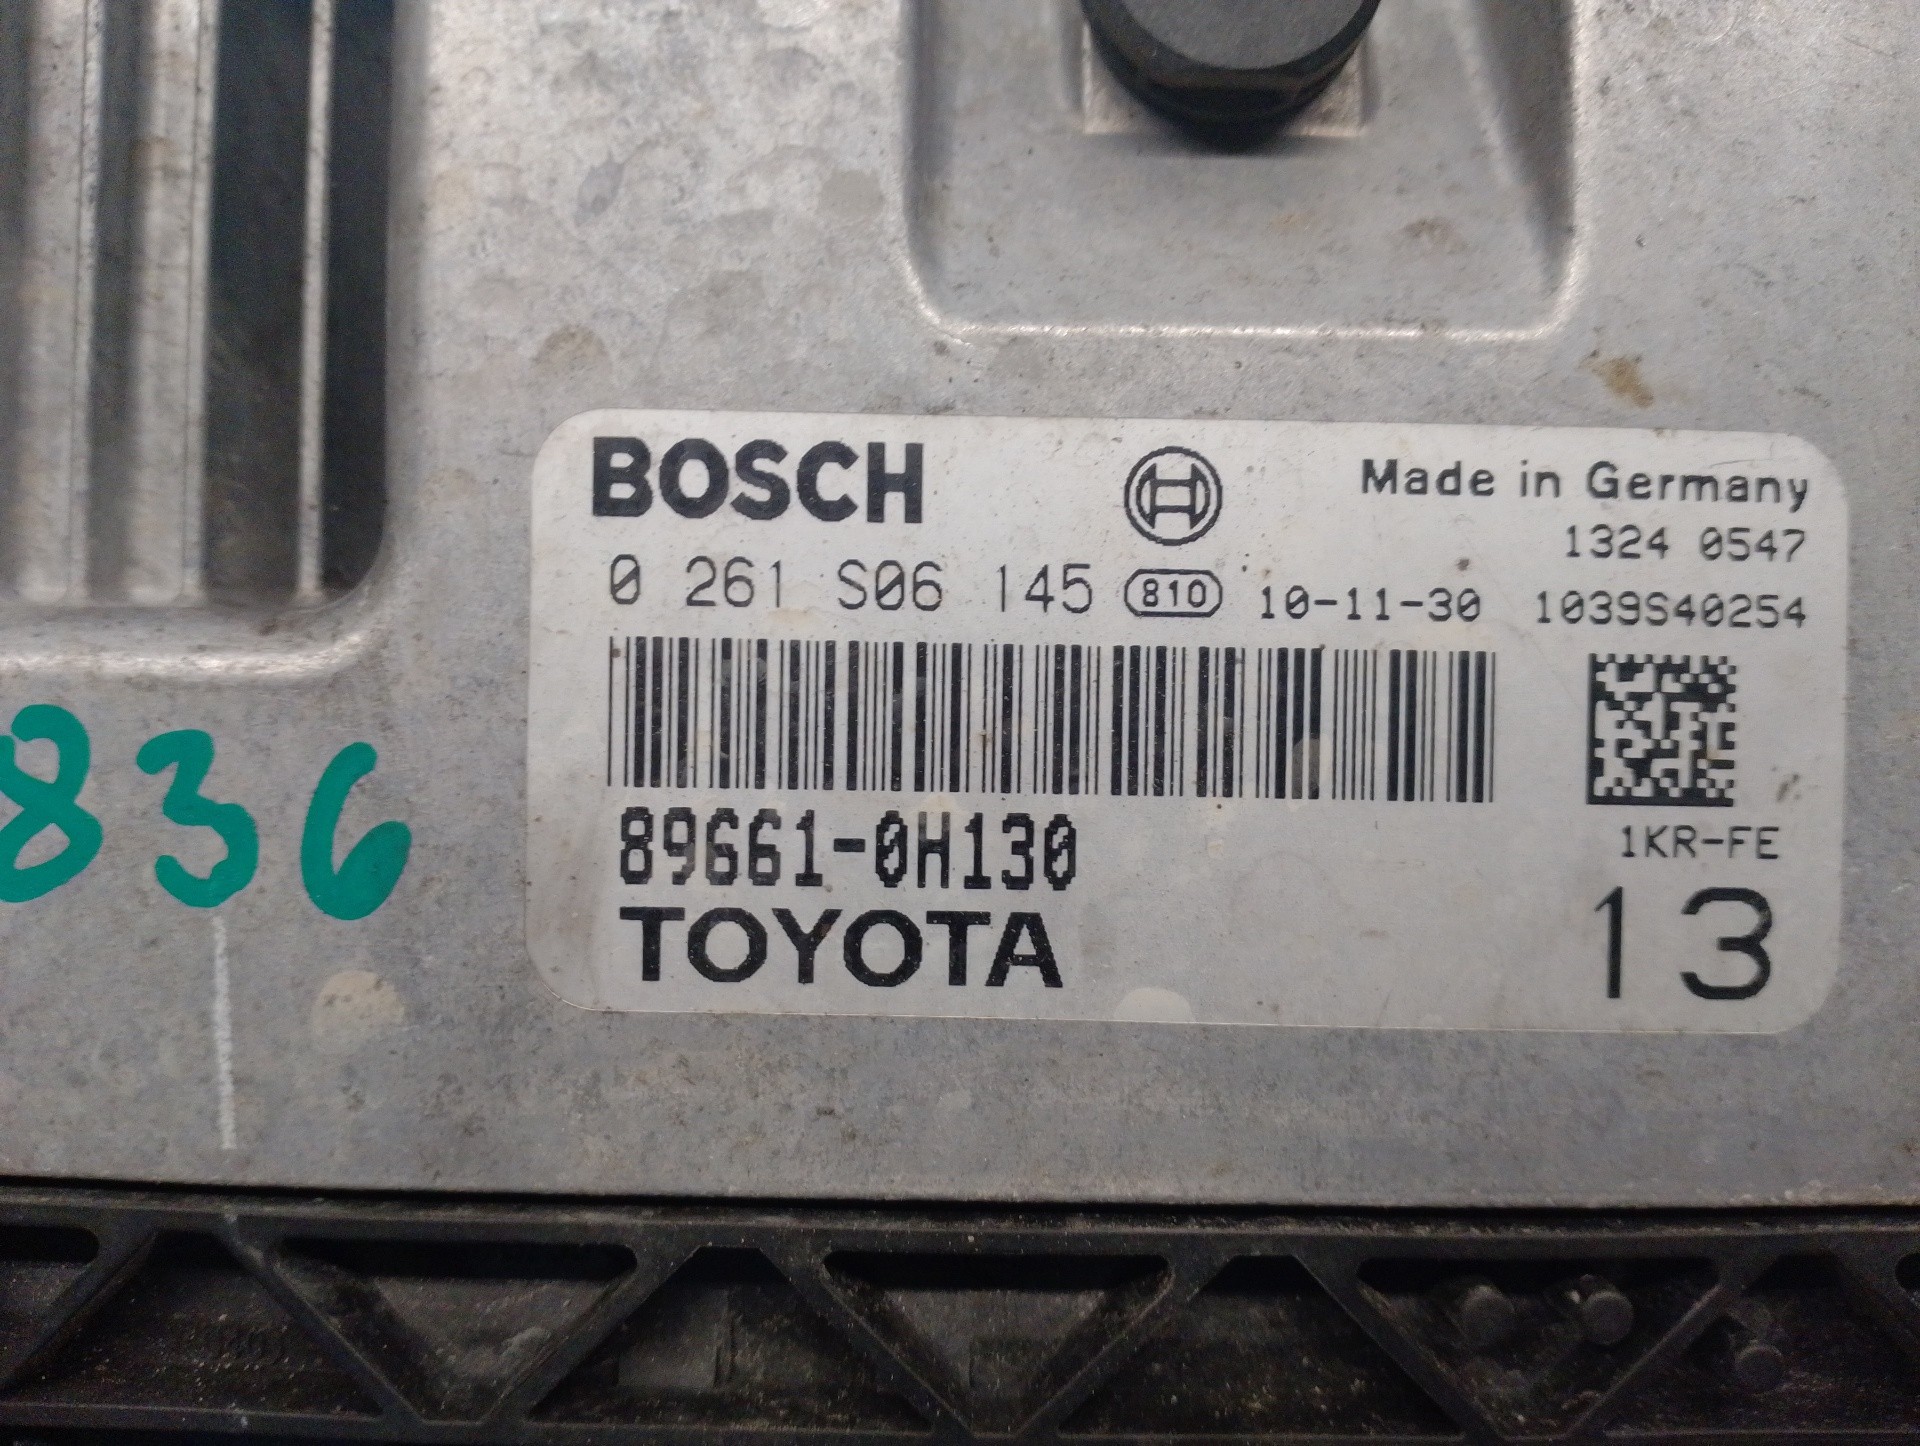 BOSCH
Made in Germany
1324 0547
0 261 S06 145 810 10-11-30 1039S40254
836
89661-0H130
1KR-FE
TOYOTA
13